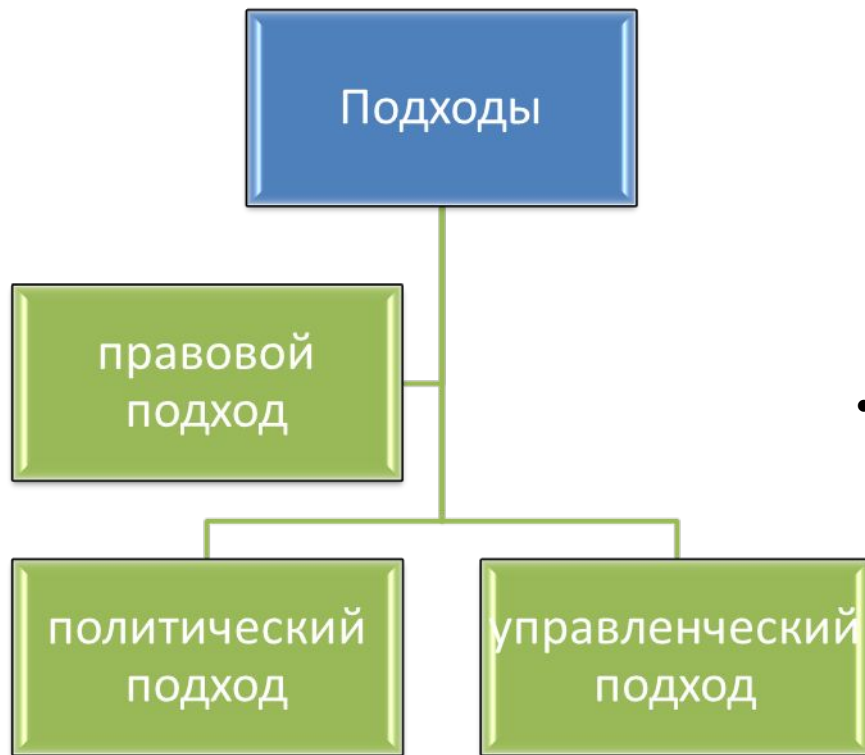 Подходы
правовой
подход
политический
подход
управленческий
подход